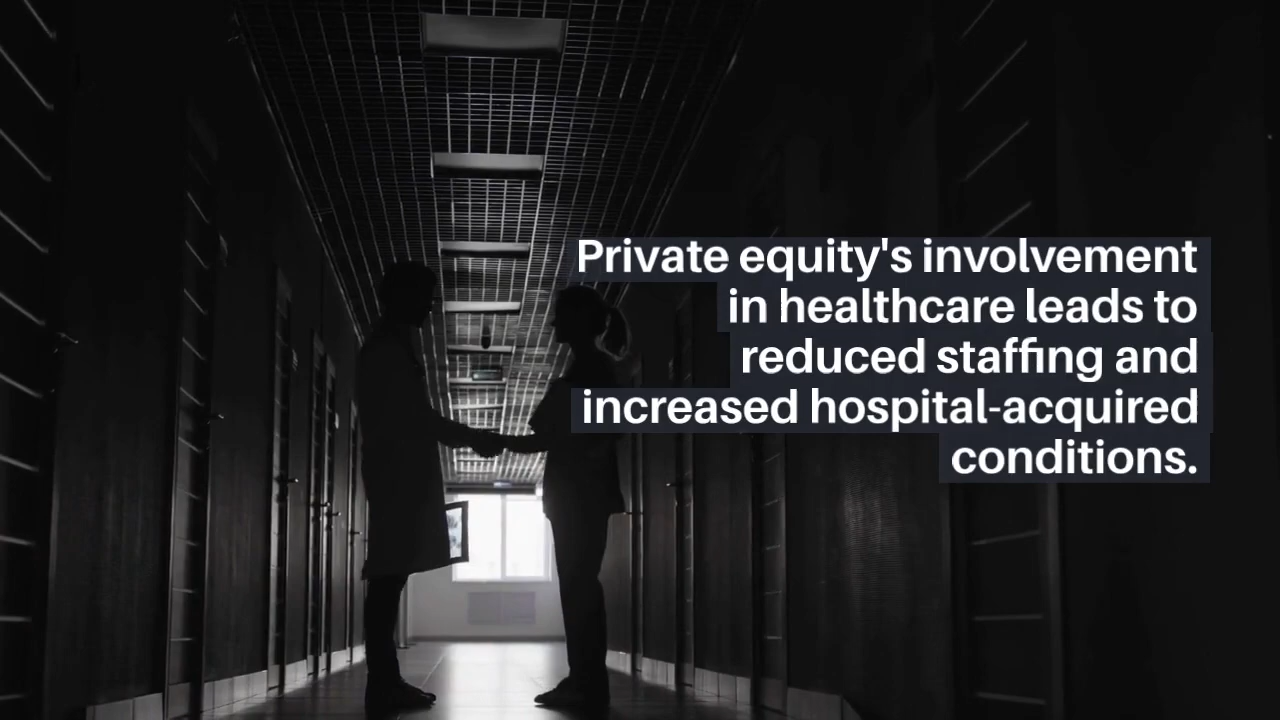 Private equity's involvement
in healthcare leads to
reduced staffing and
increased hospital-acquired
conditions.